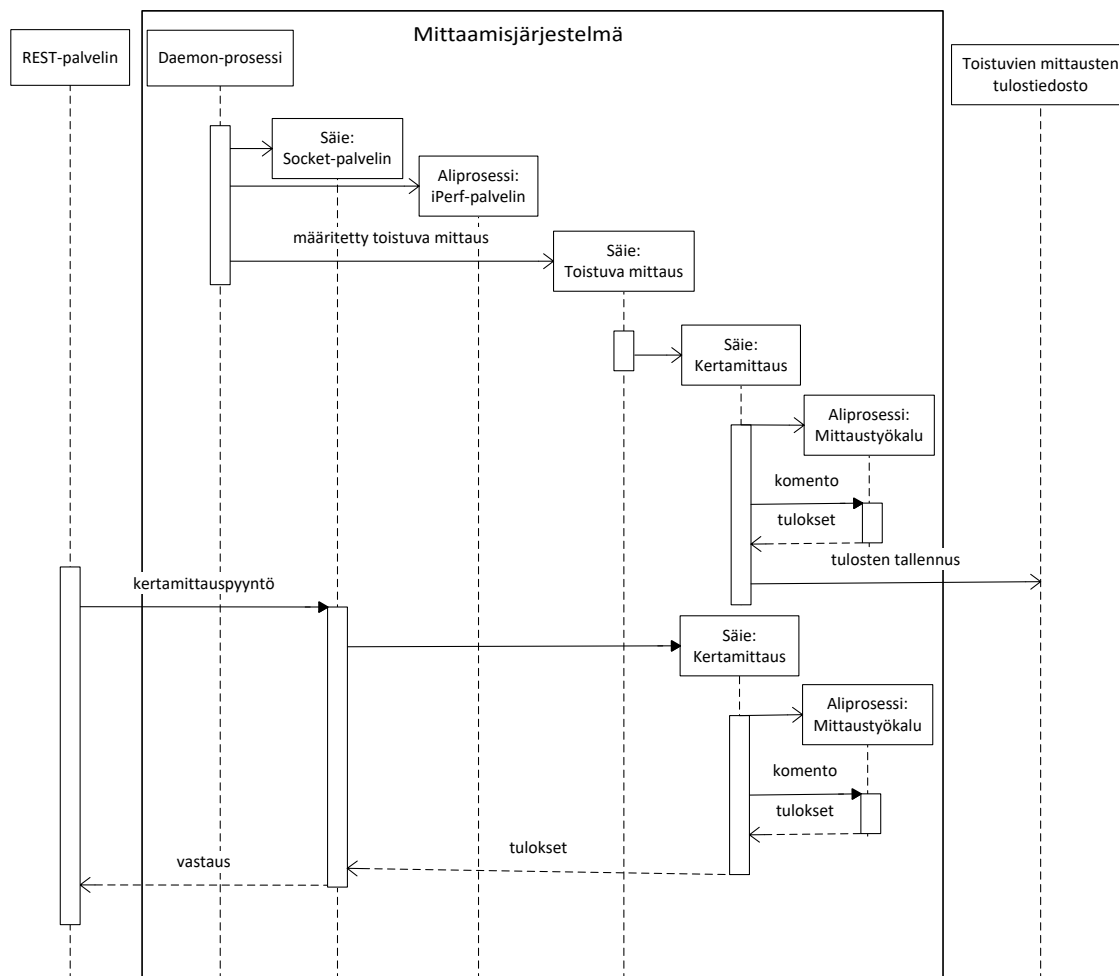 Mittaamisjärjestelmä
REST-palvelin
Daemon-prosessi
Toistuvien mittausten
tulostiedosto
Säie:
Socket-palvelin
Aliprosessi:
iPerf-palvelin
määritetty toistuva mittaus
Säie:
Toistuva mittaus
Säie:
Kertamittaus
Aliprosessi:
Mittaustyökalu
komento
tulokset
tulosten tallennus
kertamittauspyyntö
Säie:
Kertamittaus
Aliprosessi:
Mittaustyökalu
komento
tulokset
tulokset
vastaus